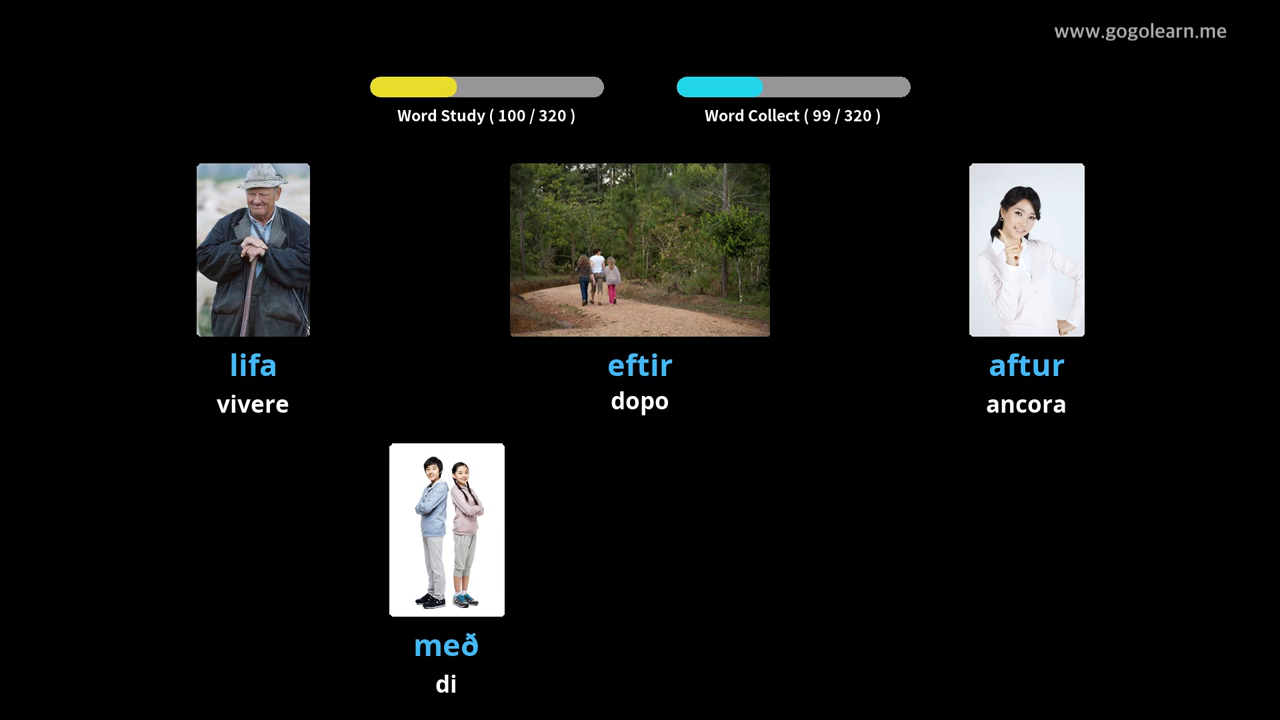 www.gogolearn.me
Word Study ( 100 / 320 )
Word Collect ( 99 / 320 )
lifa
vivere
eftir
dopo
aftur
ancora
með
di